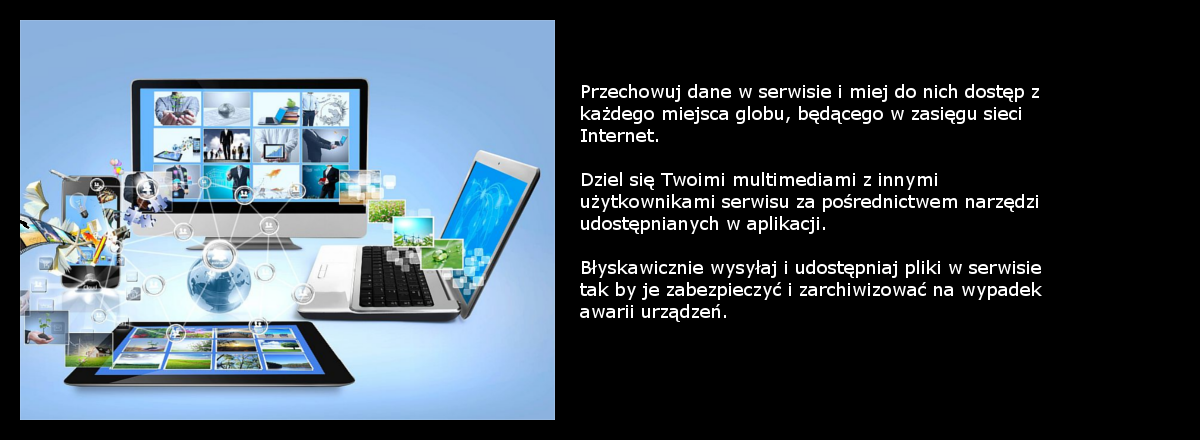 Przechowuj dane w serwisie i miej do nich dostęp z
każdego miejsca globu, będącego w zasięgu sieci
Internet.
Dziel się Twoimi multimediami z innymi
użytkownikami serwisu za pośrednictwem narzędzi
udostępnianych w aplikacji.
Błyskawicznie wysyłaj i udostępniaj pliki w serwisie
tak by je zabezpieczyć i zarchiwizować na wypadek
awarii urządzeń.